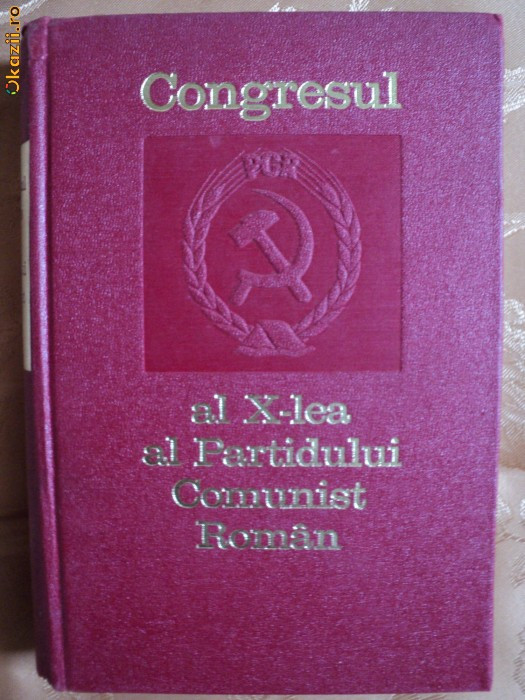 Okazii.ro
Congresul
PCR
al X-lea
al Partidului
Comunist
Român